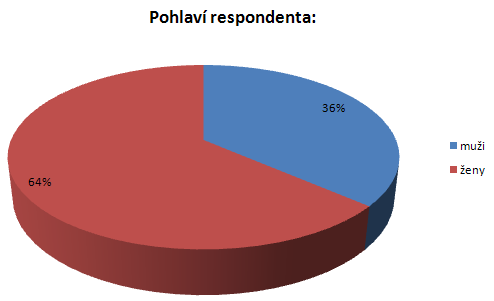 Pohlaví respondenta:
36%
muži
ženy
64%